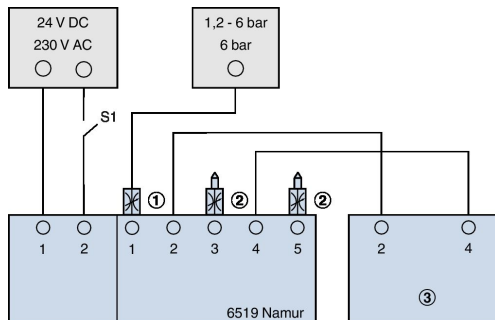 24 V DC
230 V AC
1,2 - 6 bar
6 bar
S1
① ② ②
1 2 1 2 3 4 5 2 4
6519 Namur
③